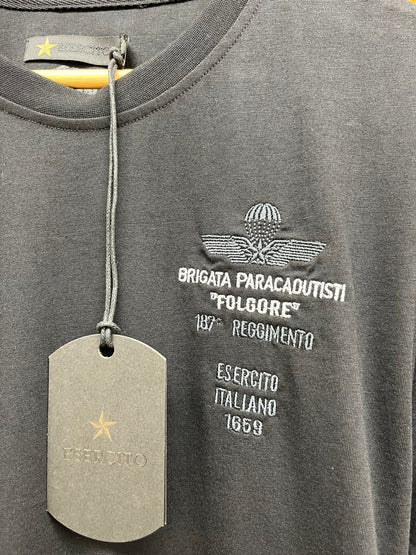 ESERCITO
BRIGATA PARACADUTISTI
"FOLGORE"
187° REGGIMENTO
ESERCITO
ITALIANO
1659
ESERCITO